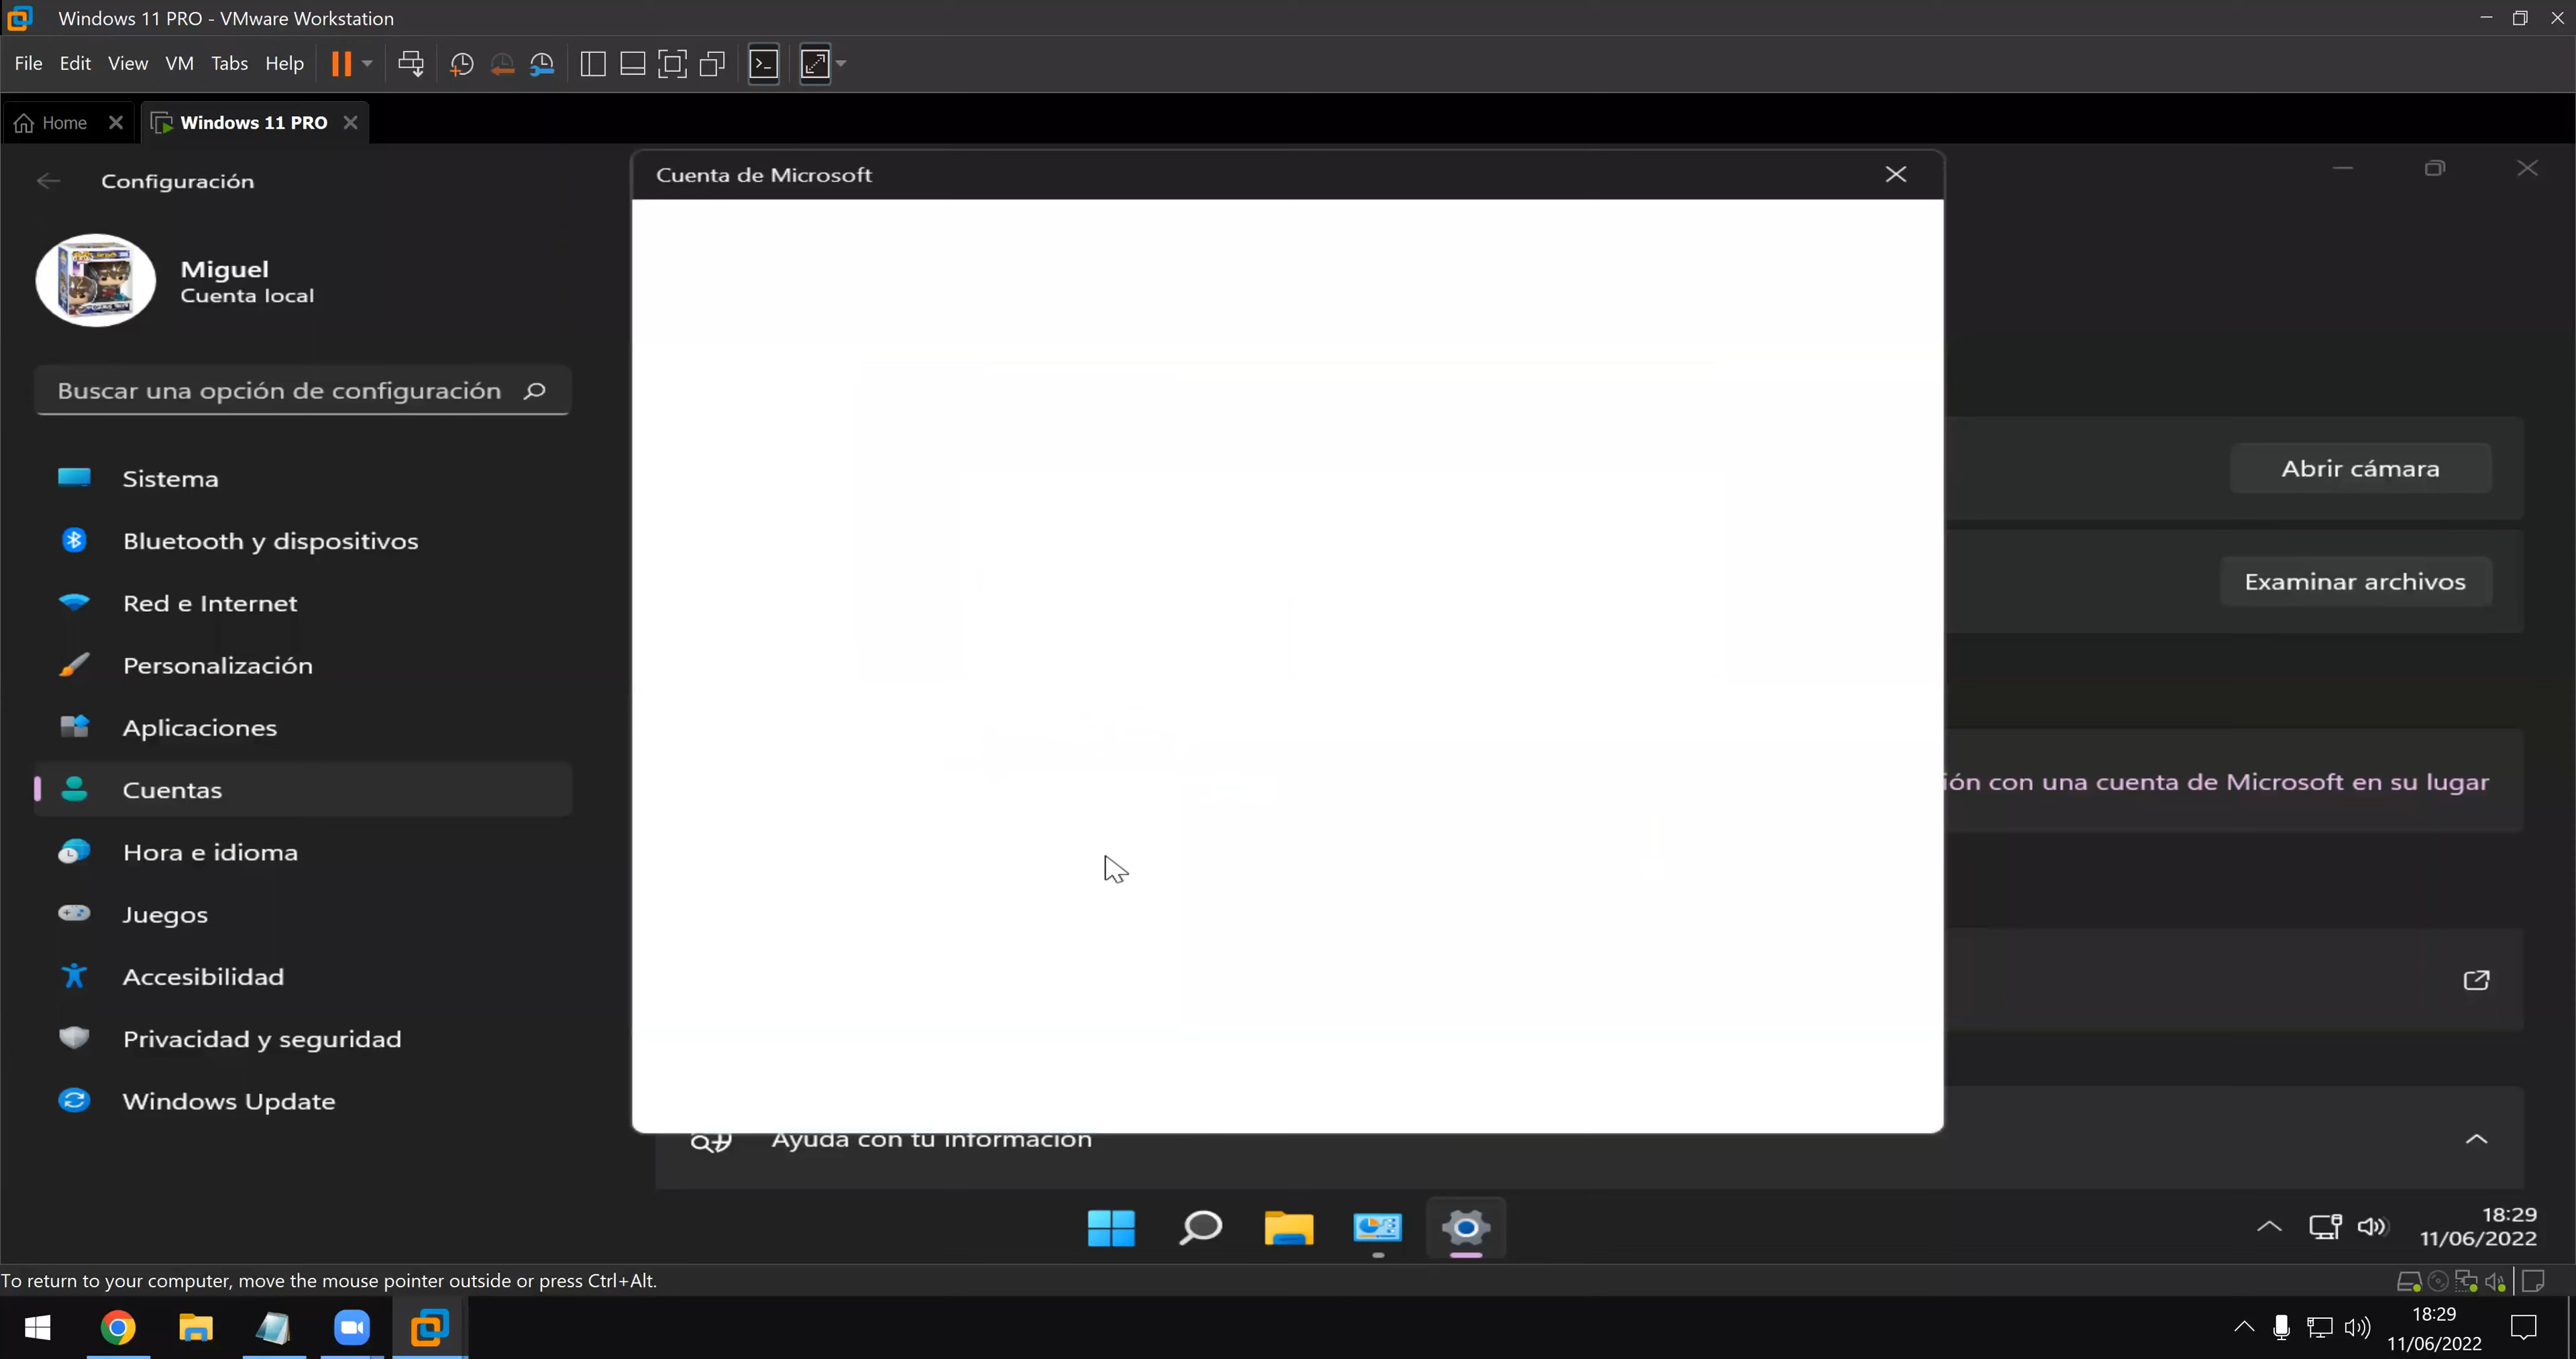 Windows 11 PRO - VMware Workstation
File Edit View VM Tabs Help
Home
Windows 11 PRO
Configuración
Cuenta de Microsoft
Miguel
Cuenta local
Buscar una opción de configuración
Sistema
Bluetooth y dispositivos
Red e Internet
Personalización
Aplicaciones
Cuentas
Hora e idioma
Juegos
Accesibilidad
Privacidad y seguridad
Windows Update
Abrir cámara
Examinar archivos
ión con una cuenta de Microsoft en su lugar
Ayuda con tu información
18:29
11/06/2022
To return to your computer, move the mouse pointer outside or press Ctrl+Alt.
18:29
11/06/2022